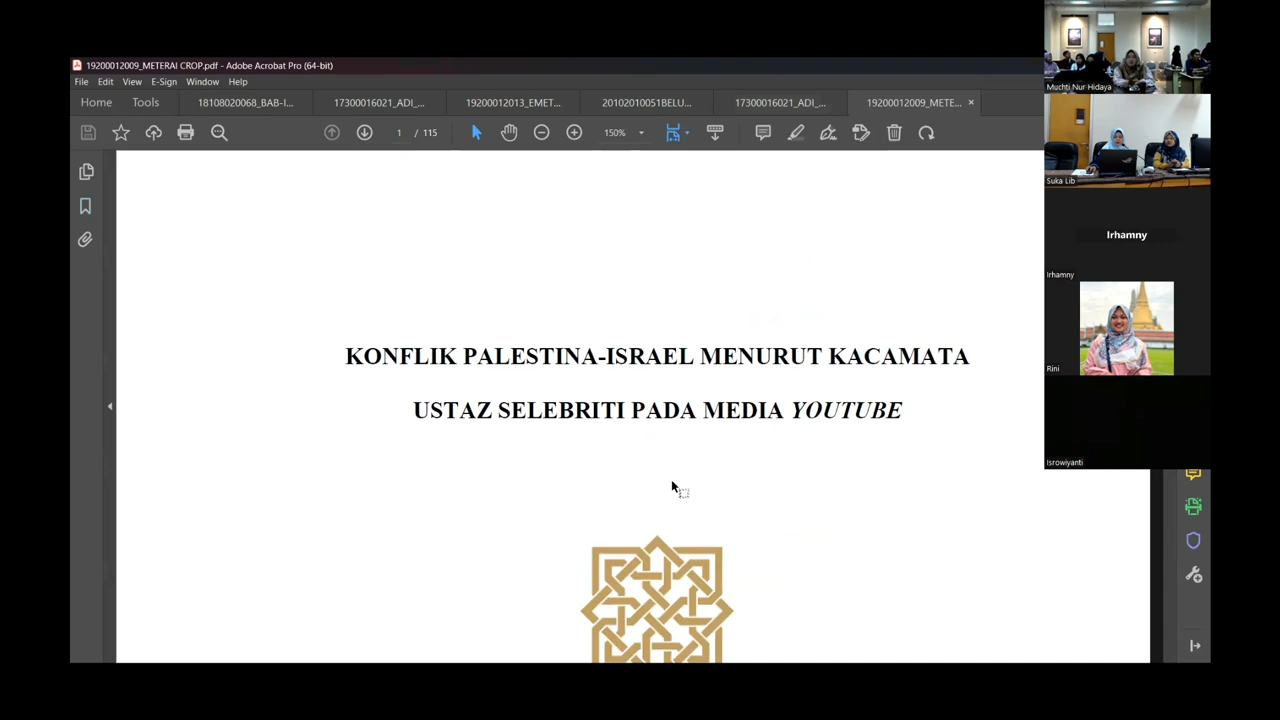 19200012009_METERAI CROP.pdf - Adobe Acrobat Pro (64-bit)
File Edit View E-Sign Window Help
Home Tools 18108020068_BAB-I... 17300016021_ADI_... 19200012013_EMET... 20102010051BELU... 17300016021_ADI_... 19200012009_METE... ×
1 / 115 150%
KONFLIK PALESTINA-ISRAEL MENURUT KACAMATA
USTAZ SELEBRITI PADA MEDIA YOUTUBE
Muchti Nur Hidaya
Suka Lib
Irhamny
Irhamny
Rini
Isrowiyanti